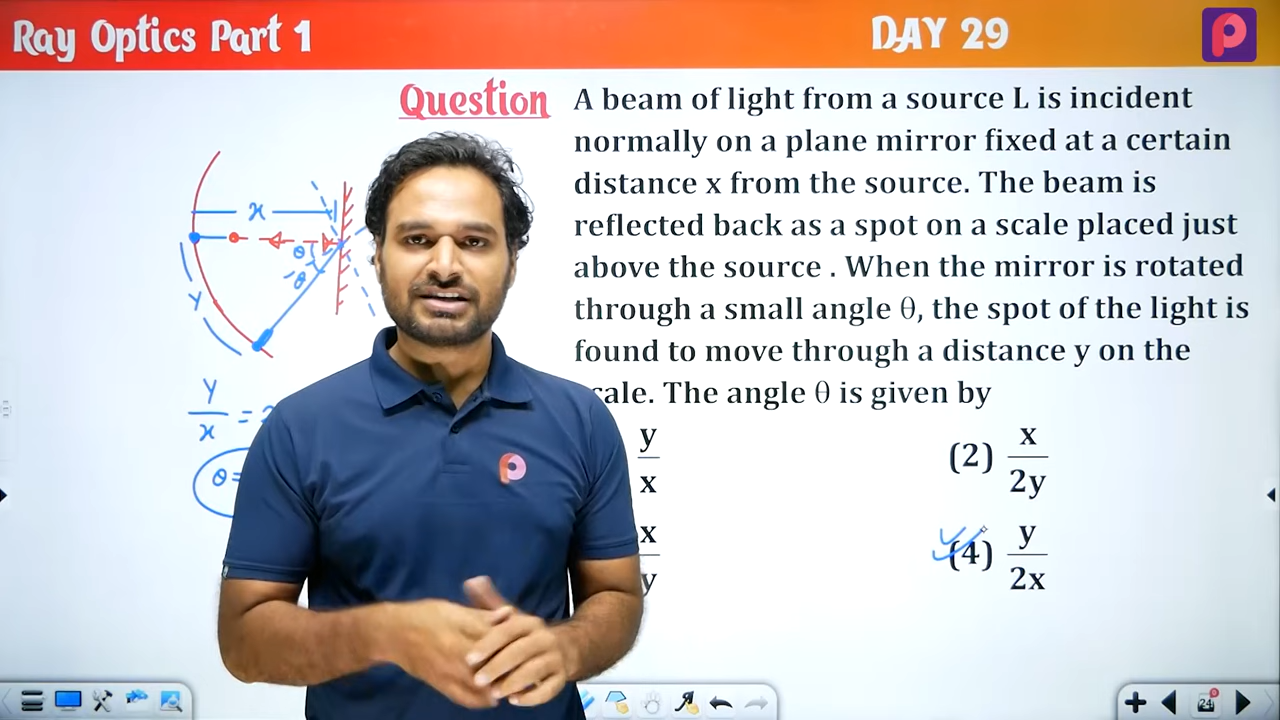 Ray Optics Part 1
DAY 29
Question
A beam of light from a source L is incident
normally on a plane mirror fixed at a certain
distance x from the source. The beam is
reflected back as a spot on a scale placed just
above the source . When the mirror is rotated
through a small angle θ, the spot of the light is
found to move through a distance y on the
cale. The angle θ is given by
y
x
(2) x
2y
x
y
(4) y
2x
x
θ
θ
y
y
x =
θ=
24